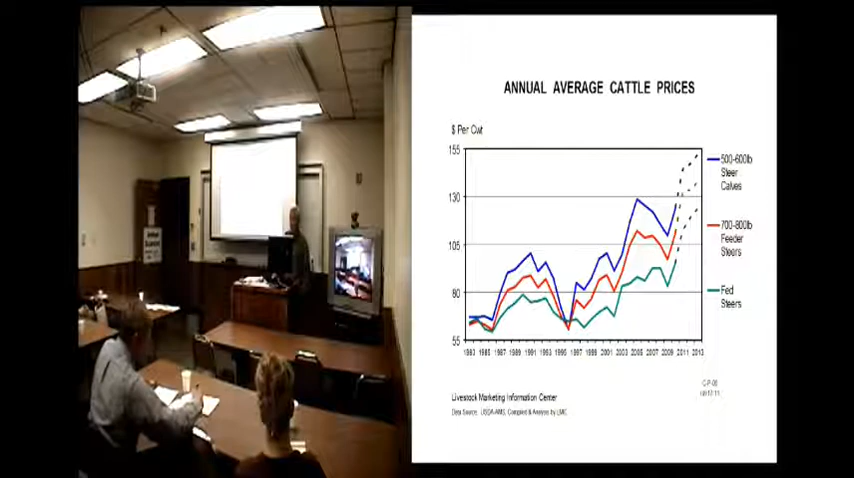 ANNUAL AVERAGE CATTLE PRICES
$ Per Cwt
155
130
105
80
55
1983 1985 1987 1989 1991 1993 1995 1997 1999 2001 2003 2005 2007 2009 2011 2013
500-600lb
Steer
Calves
700-800lb
Feeder
Steers
Fed
Steers
Livestock Marketing Information Center
Data Source: USDA-AMS, Compiled & Analysis by LMIC